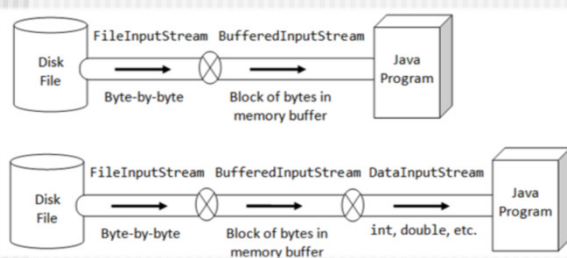 FileInputStream BufferedInputStream
Disk File
Java Program
Byte-by-byte
Block of bytes in
memory buffer
FileInputStream BufferedInputStream DataInputStream
Disk File
Java Program
Byte-by-byte
Block of bytes in
memory buffer
int, double, etc.